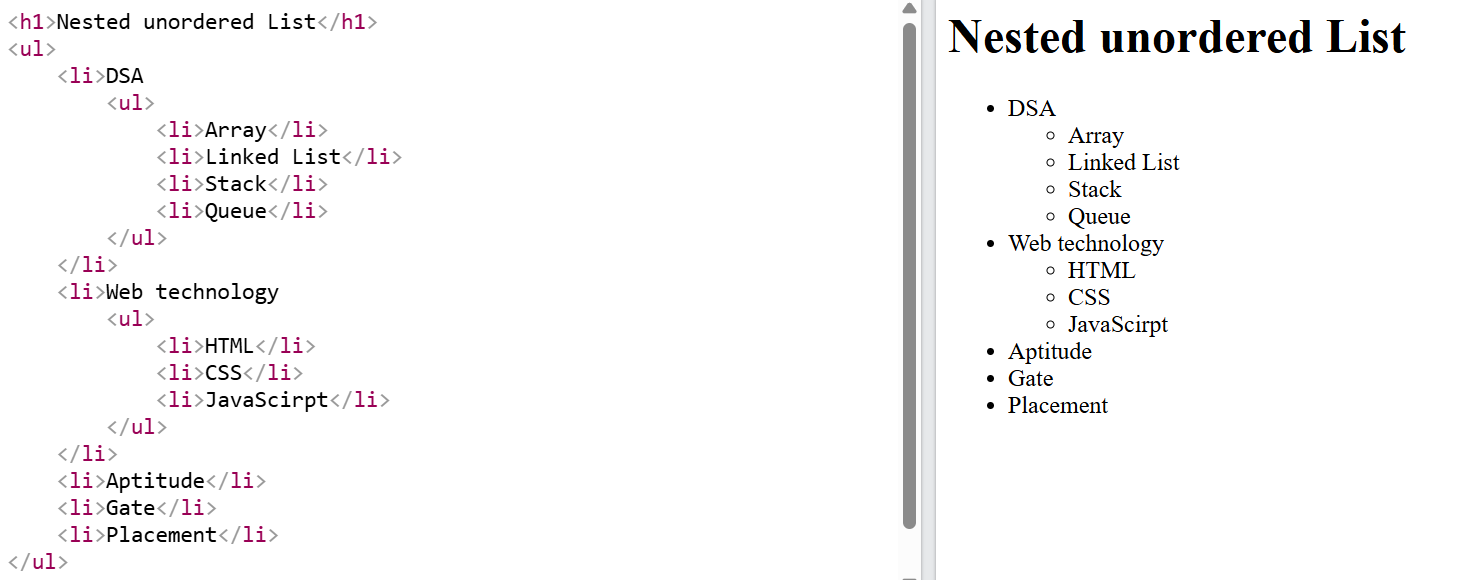 <h1>Nested unordered List</h1>
<ul>
    <li>DSA
        <ul>
            <li>Array</li>
            <li>Linked List</li>
            <li>Stack</li>
            <li>Queue</li>
        </ul>
    </li>
    <li>Web technology
        <ul>
            <li>HTML</li>
            <li>CSS</li>
            <li>JavaScirpt</li>
        </ul>
    </li>
    <li>Aptitude</li>
    <li>Gate</li>
    <li>Placement</li>
</ul>
Nested unordered List
• DSA
◦ Array
◦ Linked List
◦ Stack
◦ Queue
• Web technology
◦ HTML
◦ CSS
◦ JavaScirpt
• Aptitude
• Gate
• Placement